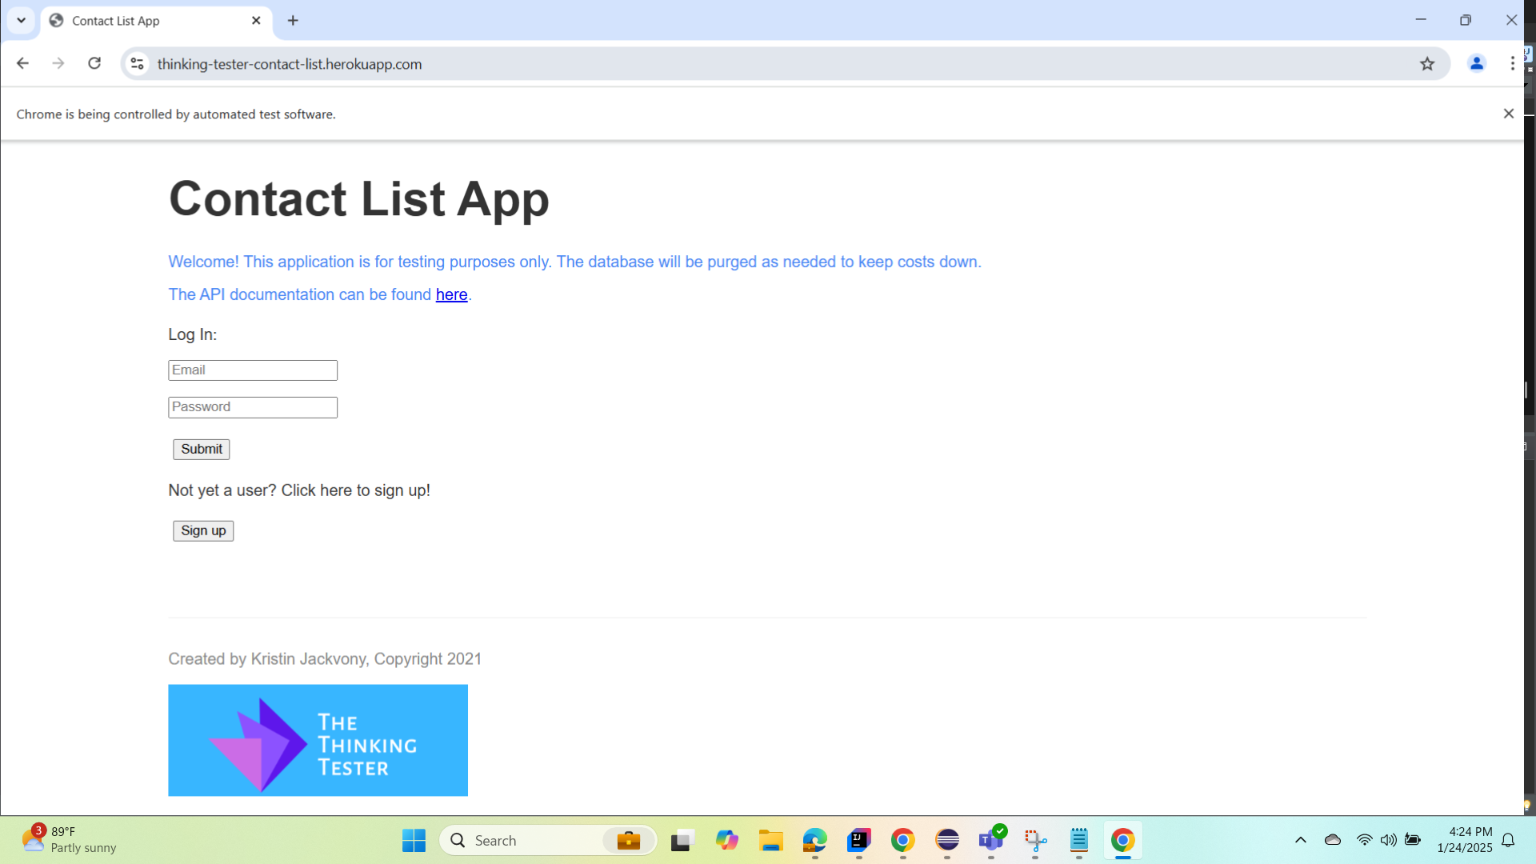 Contact List App
thinking-tester-contact-list.herokuapp.com
Chrome is being controlled by automated test software.
Contact List App
Welcome! This application is for testing purposes only. The database will be purged as needed to keep costs down.
The API documentation can be found here.
Log In:
Email
Password
Submit
Not yet a user? Click here to sign up!
Sign up
Created by Kristin Jackvony, Copyright 2021
THE
THINKING
TESTER
3
89°F
Partly sunny
Search
4:24 PM
1/24/2025